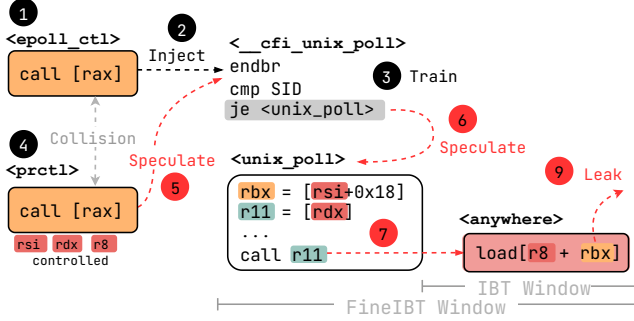 1
<epoll_ctl>
call [rax]
2
Inject
<__cfi_unix_poll>
endbr
cmp SID
je <unix_poll>
3 Train
Collision
4
<prctl>
call [rax]
rsi rdx r8
controlled
Speculate
5
6
Speculate
<unix_poll>
rbx = [rsi+0x18]
r11 = [rdx]
...
call r11
7
9 Leak
<anywhere>
load[r8 + rbx]
IBT Window
FineIBT Window